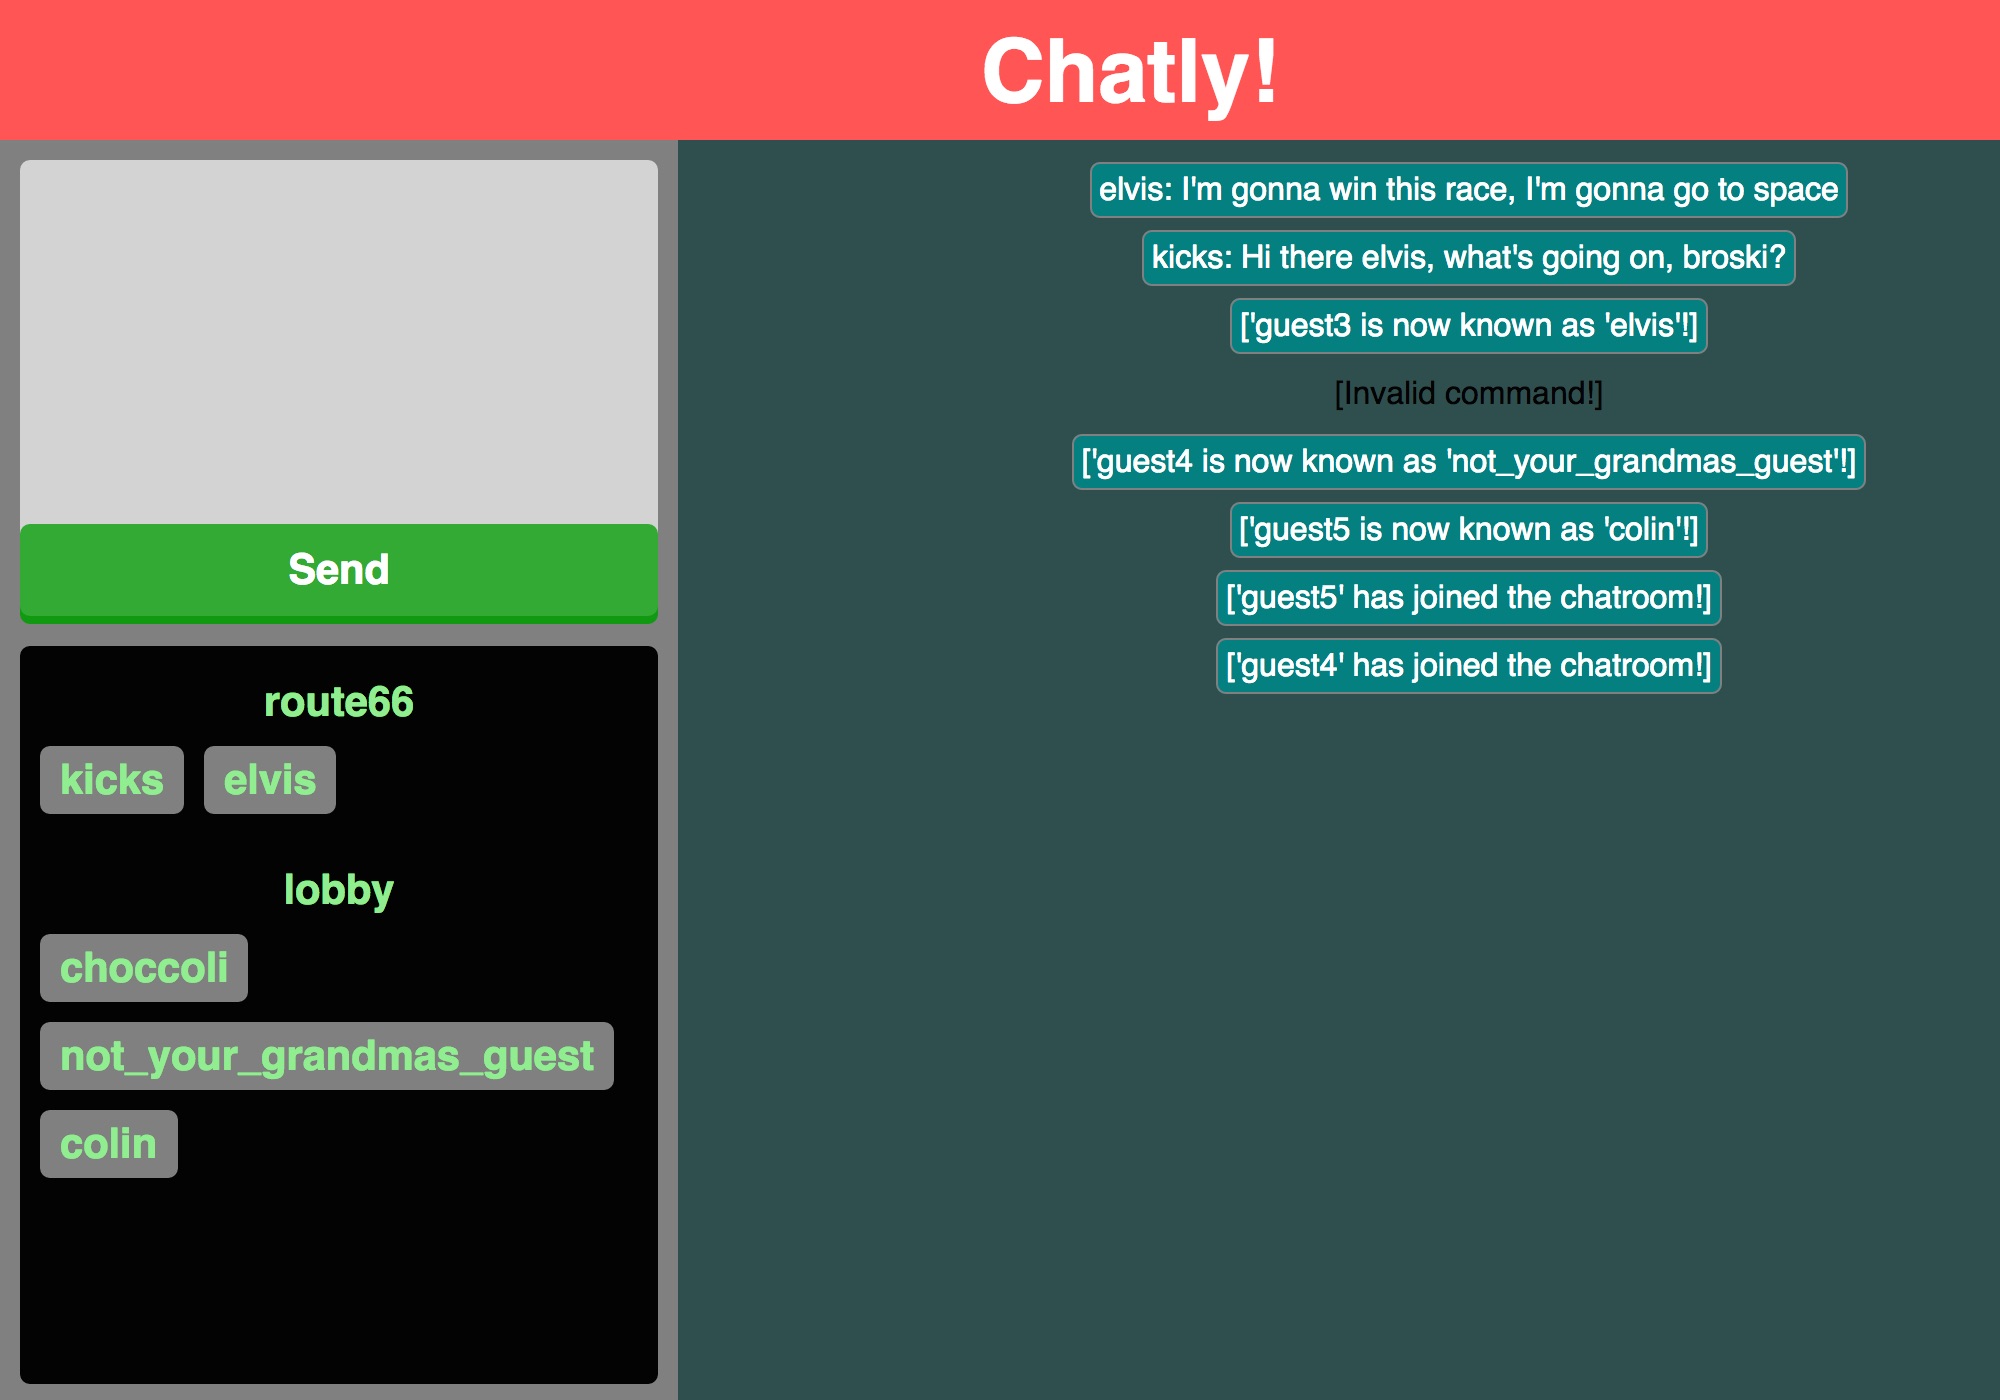 Chatly!
Send
route66
kicks elvis
lobby
choccoli
not_your_grandmas_guest
colin
elvis: I'm gonna win this race, I'm gonna go to space
kicks: Hi there elvis, what's going on, broski?
['guest3 is now known as 'elvis'!]
[Invalid command!]
['guest4 is now known as 'not_your_grandmas_guest'!]
['guest5 is now known as 'colin'!]
['guest5' has joined the chatroom!]
['guest4' has joined the chatroom!]